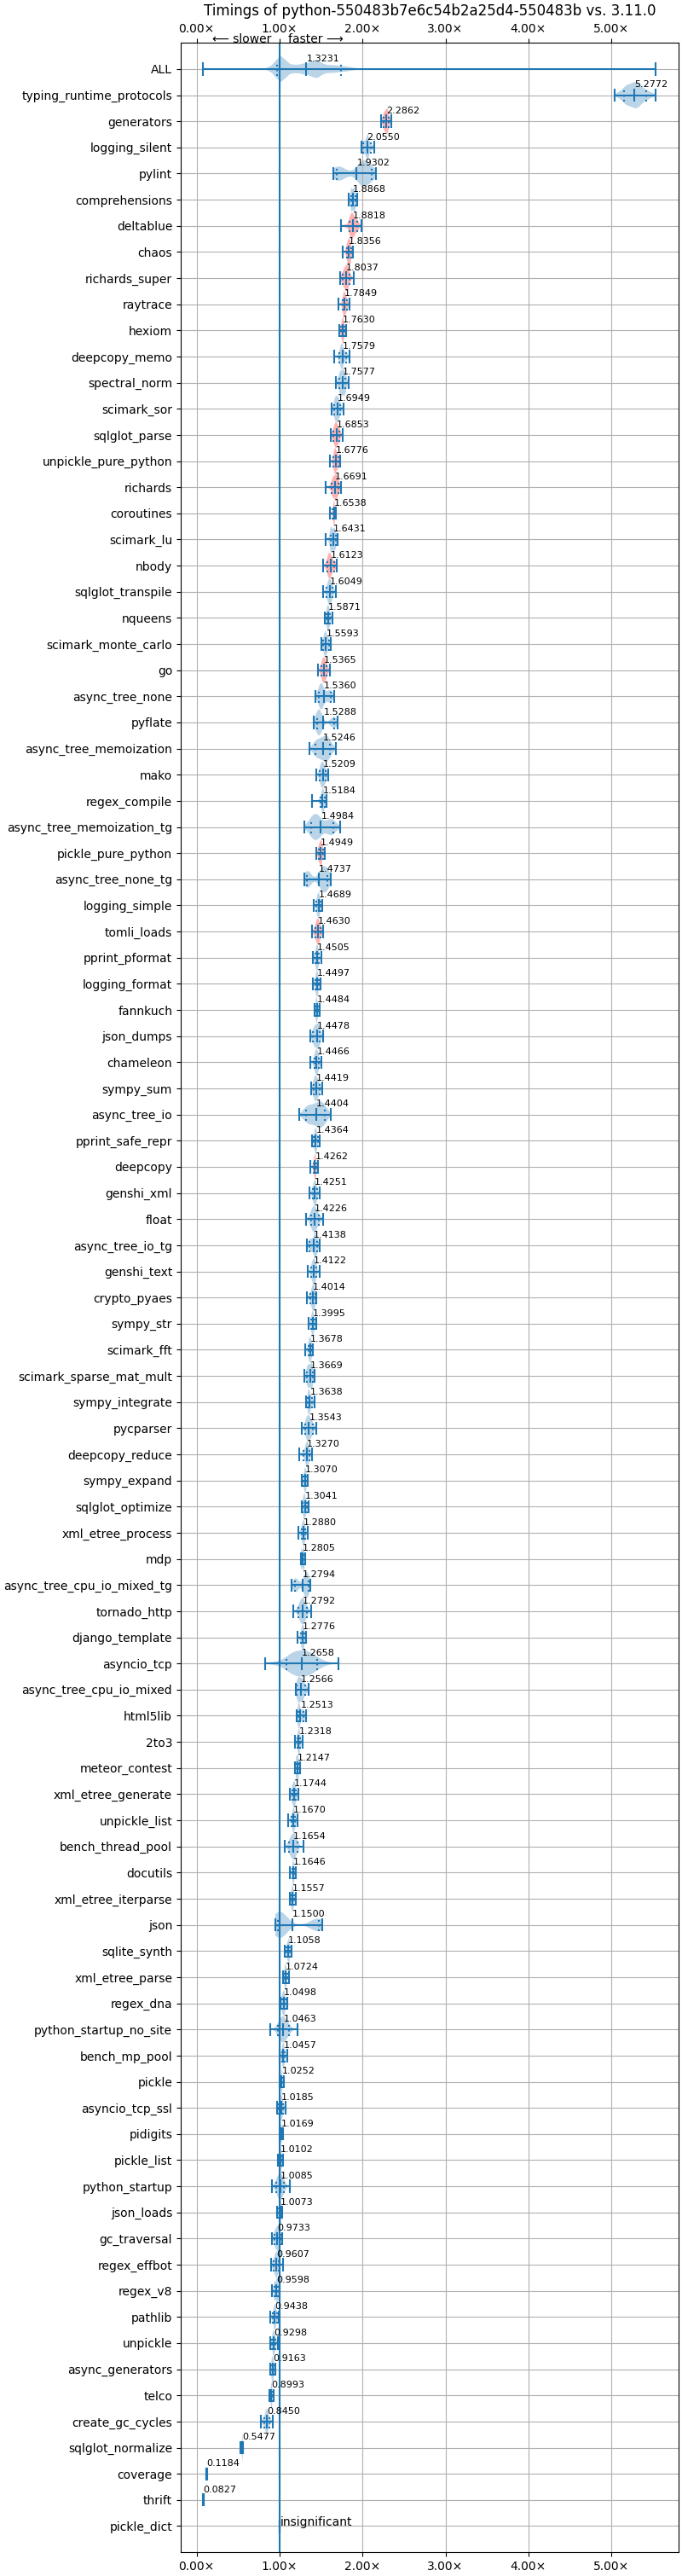 Timings of python-550483b7e6c54b2a25d4-550483b vs. 3.11.0
0.00× 1.00× 2.00× 3.00× 4.00× 5.00×
⟵ slower faster ⟶
ALL 1.3231
typing_runtime_protocols 5.2772
generators 2.2862
logging_silent 2.0550
pylint 1.9302
comprehensions 1.8868
deltablue 1.8818
chaos 1.8356
richards_super 1.8037
raytrace 1.7849
hexiom 1.7630
deepcopy_memo 1.7579
spectral_norm 1.7577
scimark_sor 1.6949
sqlglot_parse 1.6853
unpickle_pure_python 1.6776
richards 1.6691
coroutines 1.6538
scimark_lu 1.6431
nbody 1.6123
sqlglot_transpile 1.6049
nqueens 1.5871
scimark_monte_carlo 1.5593
go 1.5365
async_tree_none 1.5360
pyflate 1.5288
async_tree_memoization 1.5246
mako 1.5209
regex_compile 1.5184
async_tree_memoization_tg 1.4984
pickle_pure_python 1.4949
async_tree_none_tg 1.4737
logging_simple 1.4689
tomli_loads 1.4630
pprint_pformat 1.4505
logging_format 1.4497
fannkuch 1.4484
json_dumps 1.4478
chameleon 1.4466
sympy_sum 1.4419
async_tree_io 1.4404
pprint_safe_repr 1.4364
deepcopy 1.4262
genshi_xml 1.4251
float 1.4226
async_tree_io_tg 1.4138
genshi_text 1.4122
crypto_pyaes 1.4014
sympy_str 1.3995
scimark_fft 1.3678
scimark_sparse_mat_mult 1.3669
sympy_integrate 1.3638
pycparser 1.3543
deepcopy_reduce 1.3270
sympy_expand 1.3070
sqlglot_optimize 1.3041
xml_etree_process 1.2880
mdp 1.2805
async_tree_cpu_io_mixed_tg 1.2794
tornado_http 1.2792
django_template 1.2776
asyncio_tcp 1.2658
async_tree_cpu_io_mixed 1.2566
html5lib 1.2513
2to3 1.2318
meteor_contest 1.2147
xml_etree_generate 1.1744
unpickle_list 1.1670
bench_thread_pool 1.1654
docutils 1.1646
xml_etree_iterparse 1.1557
json 1.1500
sqlite_synth 1.1058
xml_etree_parse 1.0724
regex_dna 1.0498
python_startup_no_site 1.0463
bench_mp_pool 1.0457
pickle 1.0252
asyncio_tcp_ssl 1.0185
pidigits 1.0169
pickle_list 1.0102
python_startup 1.0085
json_loads 1.0073
gc_traversal 0.9733
regex_effbot 0.9607
regex_v8 0.9598
pathlib 0.9438
unpickle 0.9298
async_generators 0.9163
telco 0.8993
create_gc_cycles 0.8450
sqlglot_normalize 0.5477
coverage 0.1184
thrift 0.0827
pickle_dict insignificant
0.00× 1.00× 2.00× 3.00× 4.00× 5.00×